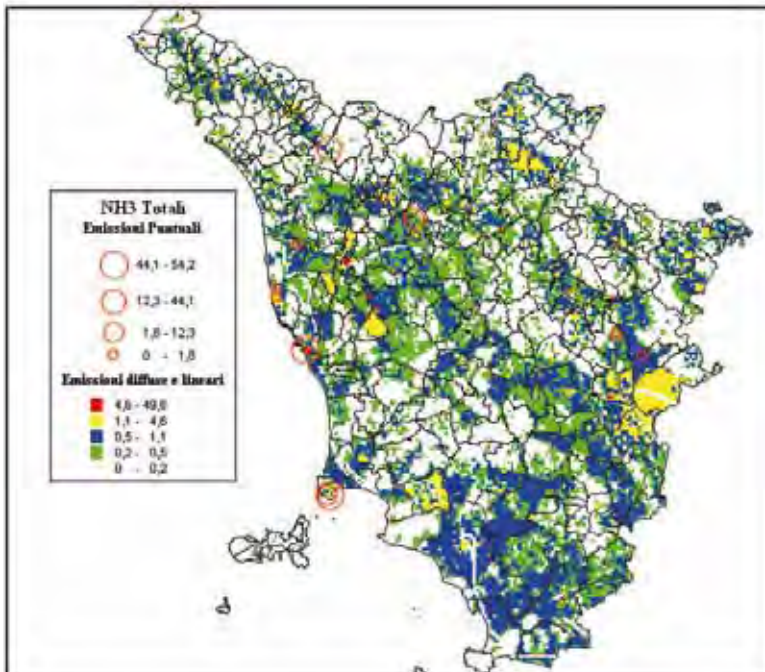 NH3 Totali
Emissioni Puntuali
44,1 - 54,2
12,3 - 44,1
1,8 - 12,3
0 - 1,8
Emissioni diffuse e lineari
4,6 - 49,6
1,1 - 4,6
0,5 - 1,1
0,2 - 0,5
0 - 0,2